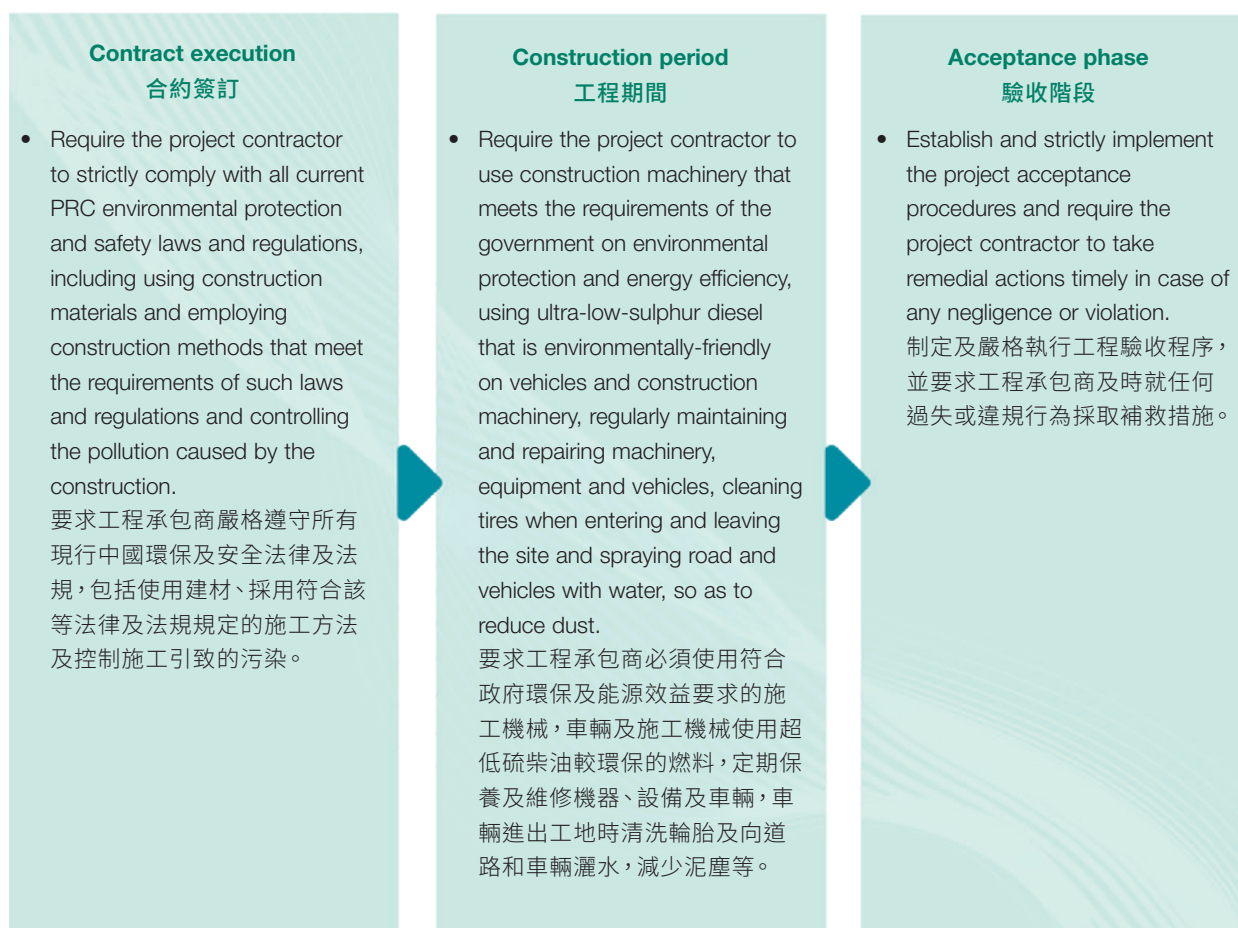 Contract execution
合約簽訂
• Require the project contractor
to strictly comply with all current
PRC environmental protection
and safety laws and regulations,
including using construction
materials and employing
construction methods that meet
the requirements of such laws
and regulations and controlling
the pollution caused by the
construction.
要求工程承包商嚴格遵守所有
現行中國環保及安全法律及法
規，包括使用建材、採用符合該
等法律及法規規定的施工方法
及控制施工引致的污染。
Construction period
工程期間
• Require the project contractor to
use construction machinery that
meets the requirements of the
government on environmental
protection and energy efficiency,
using ultra-low-sulphur diesel
that is environmentally-friendly
on vehicles and construction
machinery, regularly maintaining
and repairing machinery,
equipment and vehicles, cleaning
tires when entering and leaving
the site and spraying road and
vehicles with water, so as to
reduce dust.
要求工程承包商必須使用符合
政府環保及能源效益要求的施
工機械，車輛及施工機械使用超
低硫柴油較環保的燃料，定期保
養及維修機器、設備及車輛，車
輛進出工地時清洗輪胎及向道
路和車輛灑水，減少泥塵等。
Acceptance phase
驗收階段
• Establish and strictly implement
the project acceptance
procedures and require the
project contractor to take
remedial actions timely in case of
any negligence or violation.
制定及嚴格執行工程驗收程序，
並要求工程承包商及時就任何
過失或違規行為採取補救措施。